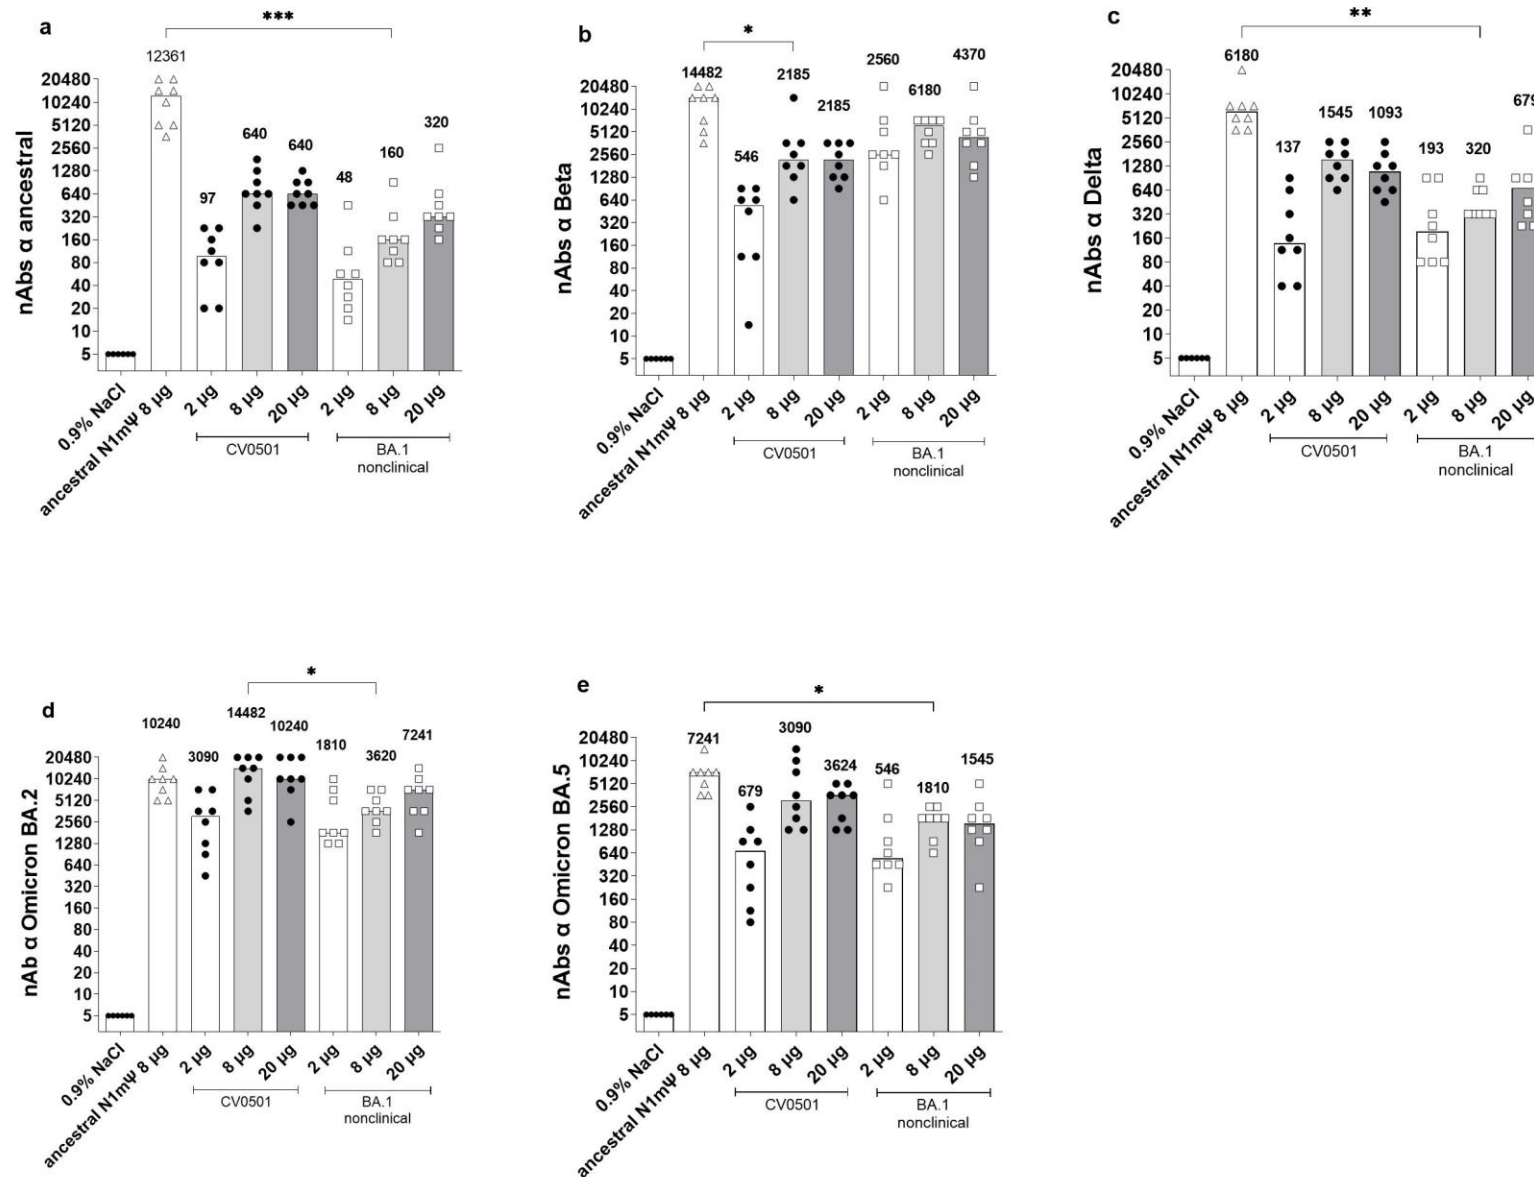 a
***
12361
97
640
640
48
160
320
nAbs α ancestral
20480
10240
5120
2560
1280
640
320
160
80
40
20
10
5
0.9% NaCl
ancestral N1mΨ 8 µg
2 µg
8 µg
20 µg
2 µg
8 µg
20 µg
CV0501
BA.1
nonclinical
b
*
14482
546
2185
2185
2560
6180
4370
nAbs α Beta
20480
10240
5120
2560
1280
640
320
160
80
40
20
10
5
0.9% NaCl
ancestral N1mΨ 8 µg
2 µg
8 µg
20 µg
2 µg
8 µg
20 µg
CV0501
BA.1
nonclinical
c
**
6180
137
1545
1093
193
320
679
nAbs α Delta
20480
10240
5120
2560
1280
640
320
160
80
40
20
10
5
0.9% NaCl
ancestral N1mΨ 8 µg
2 µg
8 µg
20 µg
2 µg
8 µg
20 µg
CV0501
BA.1
nonclinical
d
*
10240
3090
14482
10240
1810
3620
7241
nAb α Omicron BA.2
20480
10240
5120
2560
1280
640
320
160
80
40
20
10
5
0.9% NaCl
ancestral N1mΨ 8 µg
2 µg
8 µg
20 µg
2 µg
8 µg
20 µg
CV0501
BA.1
nonclinical
e
*
7241
679
3090
3624
546
1810
1545
nAbs α Omicron BA.5
20480
10240
5120
2560
1280
640
320
160
80
40
20
10
5
0.9% NaCl
ancestral N1mΨ 8 µg
2 µg
8 µg
20 µg
2 µg
8 µg
20 µg
CV0501
BA.1
nonclinical